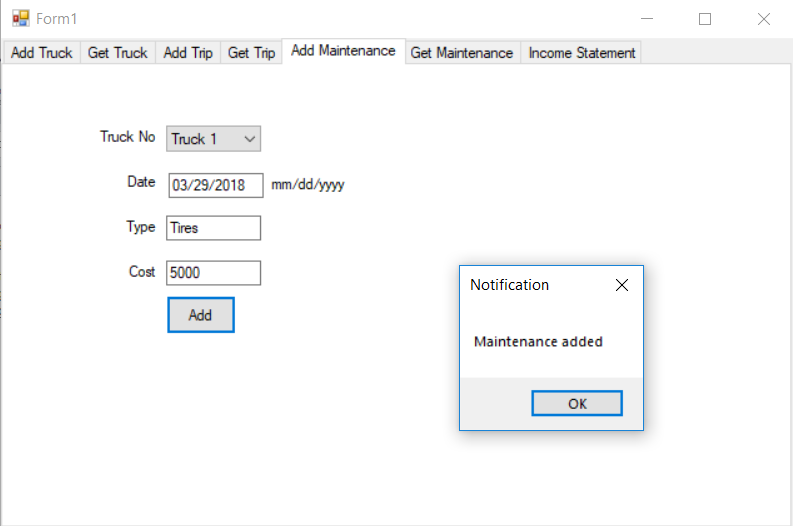 Form1
Add Truck Get Truck Add Trip Get Trip Add Maintenance Get Maintenance Income Statement
Truck No Truck 1
Date 03/29/2018 mm/dd/yyyy
Type Tires
Cost 5000
Add
Notification
Maintenance added
OK